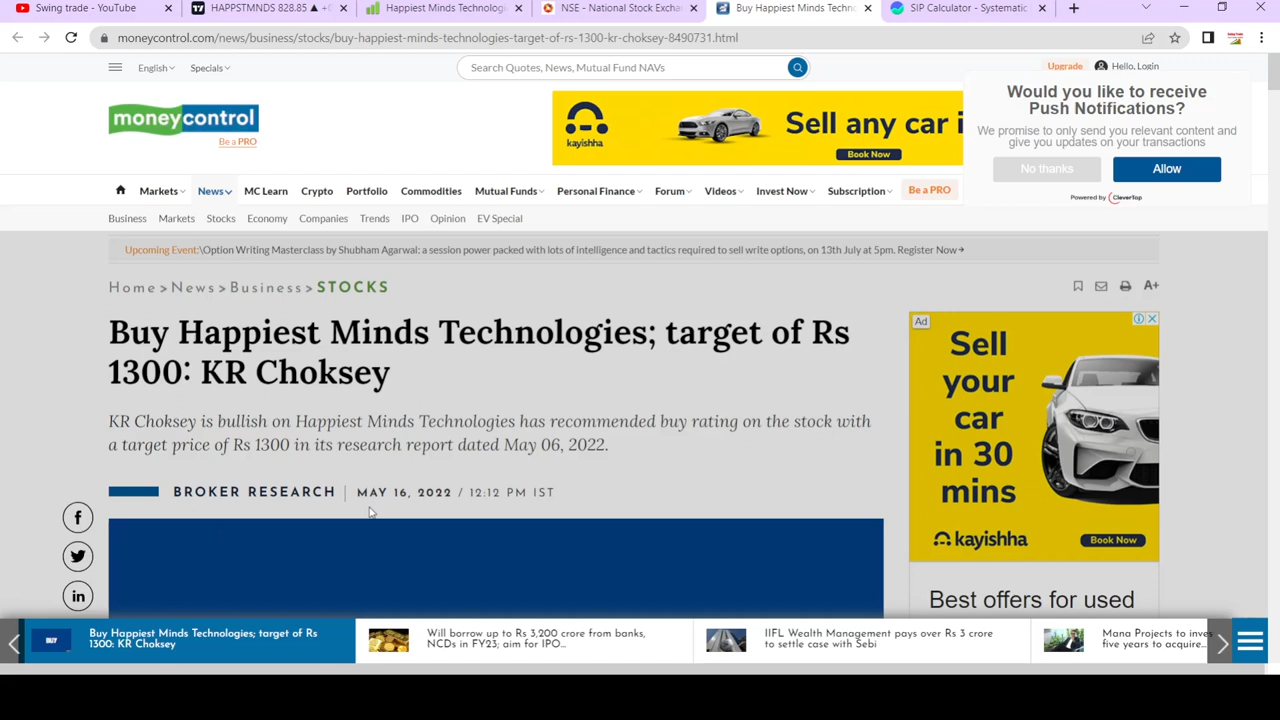 Swing trade - YouTube
HAPPSTMNDS 828.85 ▲
Happiest Minds Technologi
NSE - National Stock Excha
Buy Happiest Minds Technol
SIP Calculator - Systematic
moneycontrol.com/news/business/stocks/buy-happiest-minds-technologies-target-of-rs-1300-kr-choksey-8490731.html
English
Specials
Search Quotes, News, Mutual Fund NAVs
Upgrade
Hello, Login
Would you like to receive
Push Notifications?
We promise to only send you relevant content and
give you updates on your transactions
No thanks
Allow
Powered by CleverTap
moneycontrol
Be a PRO
kayishha
Sell any car i
Book Now
Markets
News
MC Learn
Crypto
Portfolio
Commodities
Mutual Funds
Personal Finance
Forum
Videos
Invest Now
Subscription
Be a PRO
Business
Markets
Stocks
Economy
Companies
Trends
IPO
Opinion
EV Special
Upcoming Event:\Option Writing Masterclass by Shubham Agarwal: a session power packed with lots of intelligence and tactics required to sell write options, on 13th July at 5pm. Register Now
Home > News > Business > STOCKS
A+
Buy Happiest Minds Technologies; target of Rs
1300: KR Choksey
KR Choksey is bullish on Happiest Minds Technologies has recommended buy rating on the stock with
a target price of Rs 1300 in its research report dated May 06, 2022.
BROKER RESEARCH | MAY 16, 2022 / 12:12 PM IST
Ad
Sell
your
car
in 30
mins
kayishha
Book Now
Best offers for used
BUY
Buy Happiest Minds Technologies; target of Rs
1300: KR Choksey
Will borrow up to Rs 3,200 crore from banks,
NCDs in FY23; aim for IPO...
IIFL Wealth Management pays over Rs 3 crore
to settle case with Sebi
Mana Projects to inves
five years to acquire...